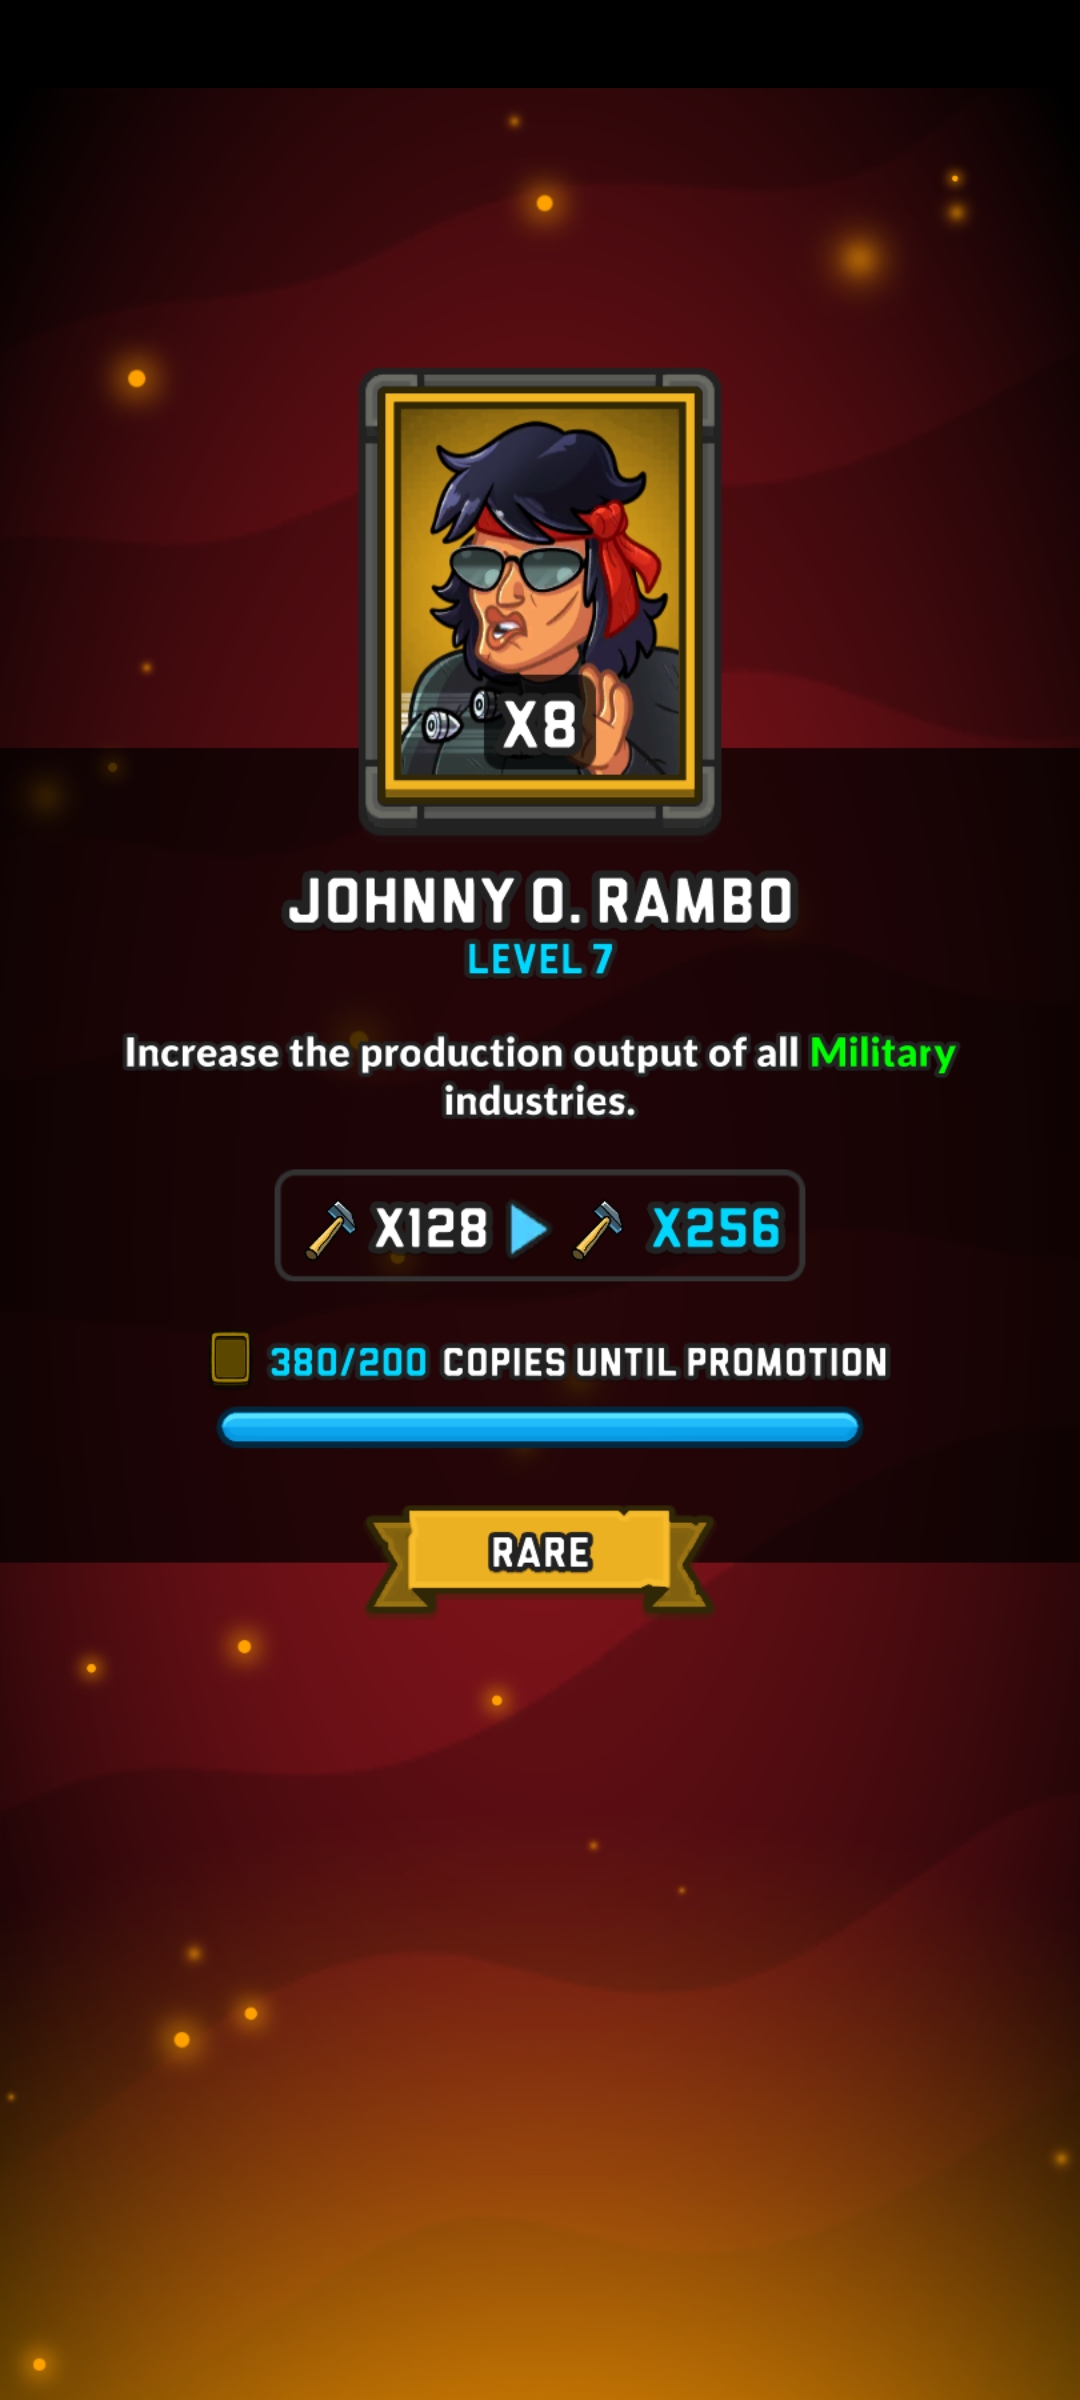 X8
JOHNNY O. RAMBO
LEVEL 7
Increase the production output of all Military
industries.
X128 X256
380/200 COPIES UNTIL PROMOTION
RARE